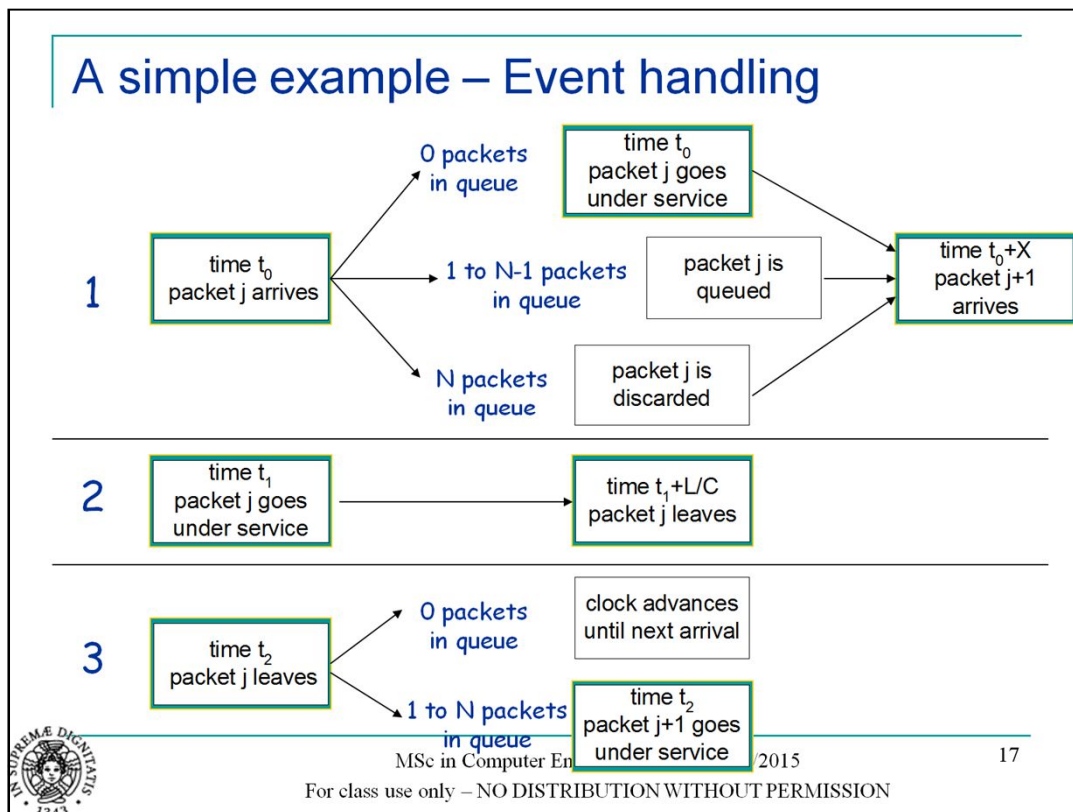 A simple example – Event handling
1
time t0
packet j arrives
0 packets
in queue
time t0
packet j goes
under service
1 to N-1 packets
in queue
packet j is
queued
N packets
in queue
packet j is
discarded
time t0+X
packet j+1
arrives
2
time t1
packet j goes
under service
time t1+L/C
packet j leaves
3
time t2
packet j leaves
0 packets
in queue
clock advances
until next arrival
1 to N packets
in queue
time t2
packet j+1 goes
under service
IN SUPREMÆ DIGNITATIS
1343
MSc in Computer En /2015
17
For class use only – NO DISTRIBUTION WITHOUT PERMISSION